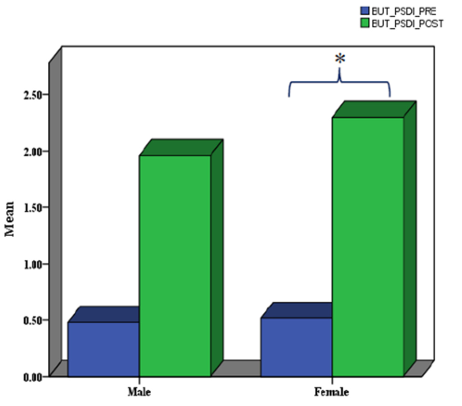 BUT_PSDI_PRE
BUT_PSDI_POST
*
2.50
2.00
1.50
1.00
0.50
0.00
Mean
Male Female